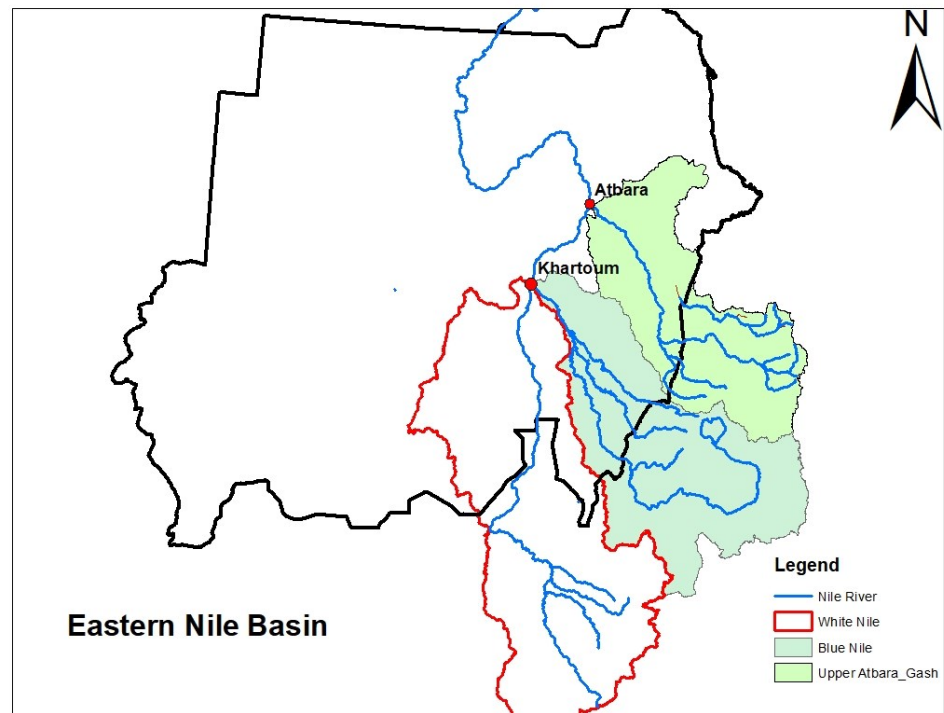 N
Atbara
Khartoum
Eastern Nile Basin
Legend
Nile River
White Nile
Blue Nile
Upper Atbara_Gash